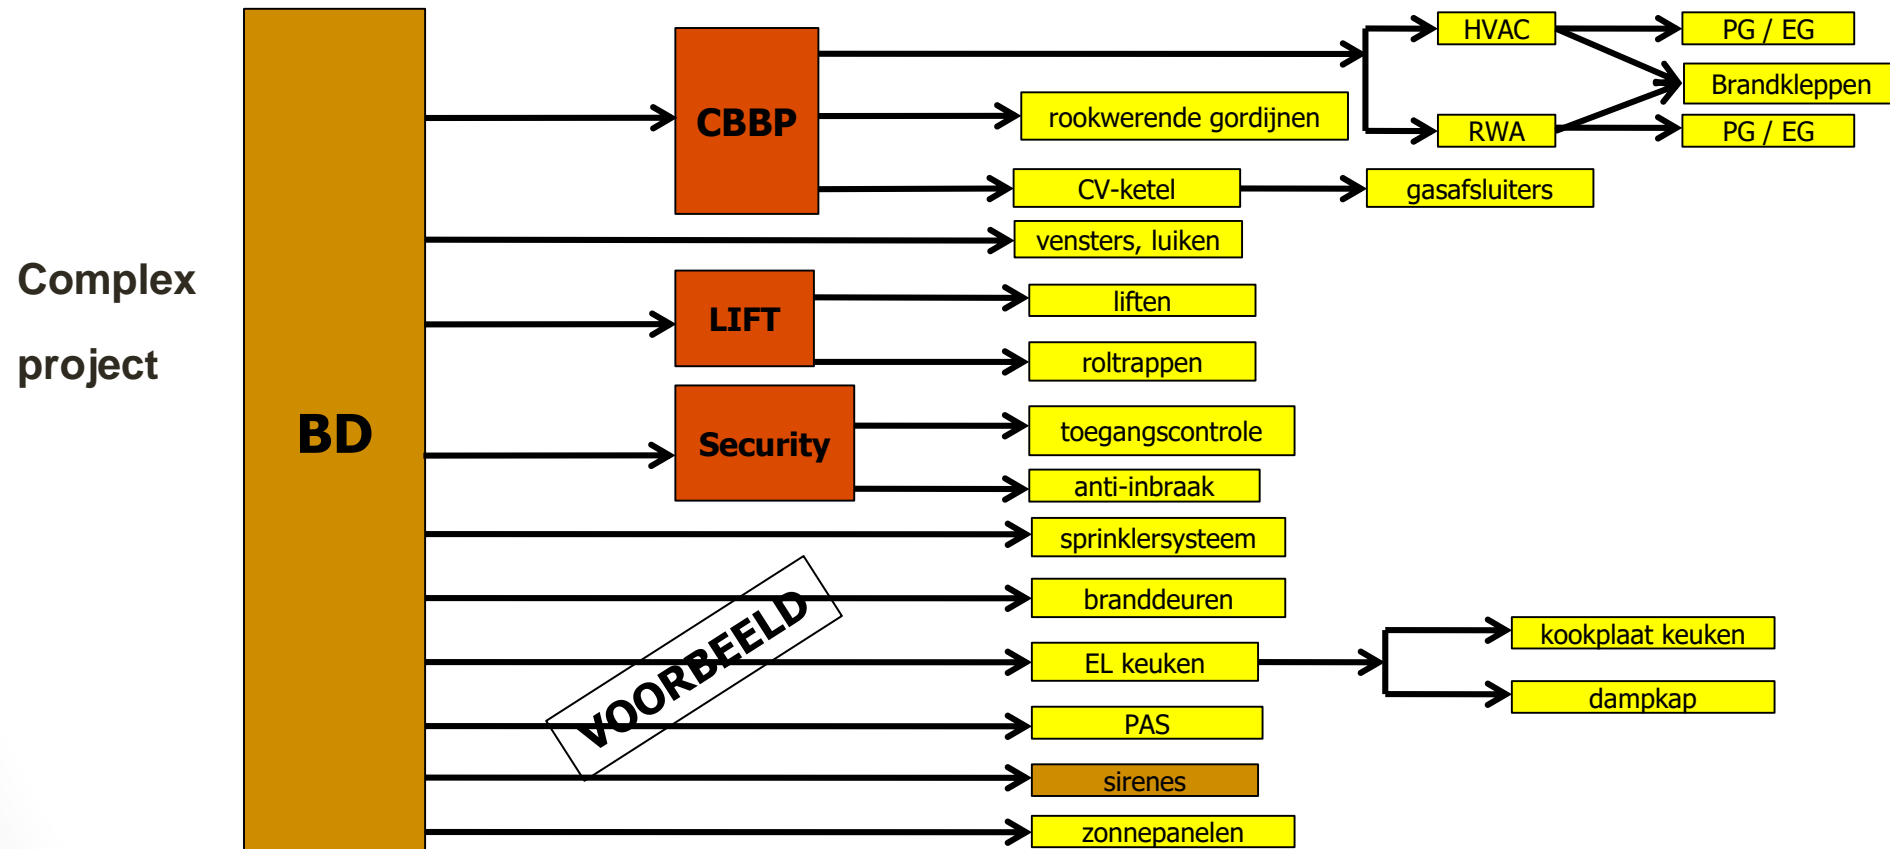 Complex
project
BD
CBBP
LIFT
Security
HVAC
PG / EG
Brandkleppen
RWA
PG / EG
rookwerende gordijnen
CV-ketel
gasafsluiters
vensters, luiken
liften
roltrappen
toegangscontrole
anti-inbraak
sprinklersysteem
branddeuren
EL keuken
kookplaat keuken
dampkap
PAS
sirenes
zonnepanelen
VOORBEELD